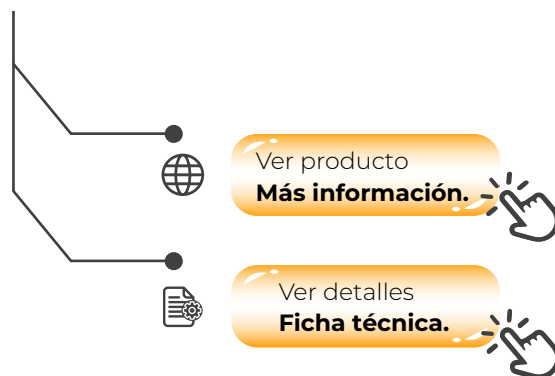 Ver producto
Más información.
Ver detalles
Ficha técnica.